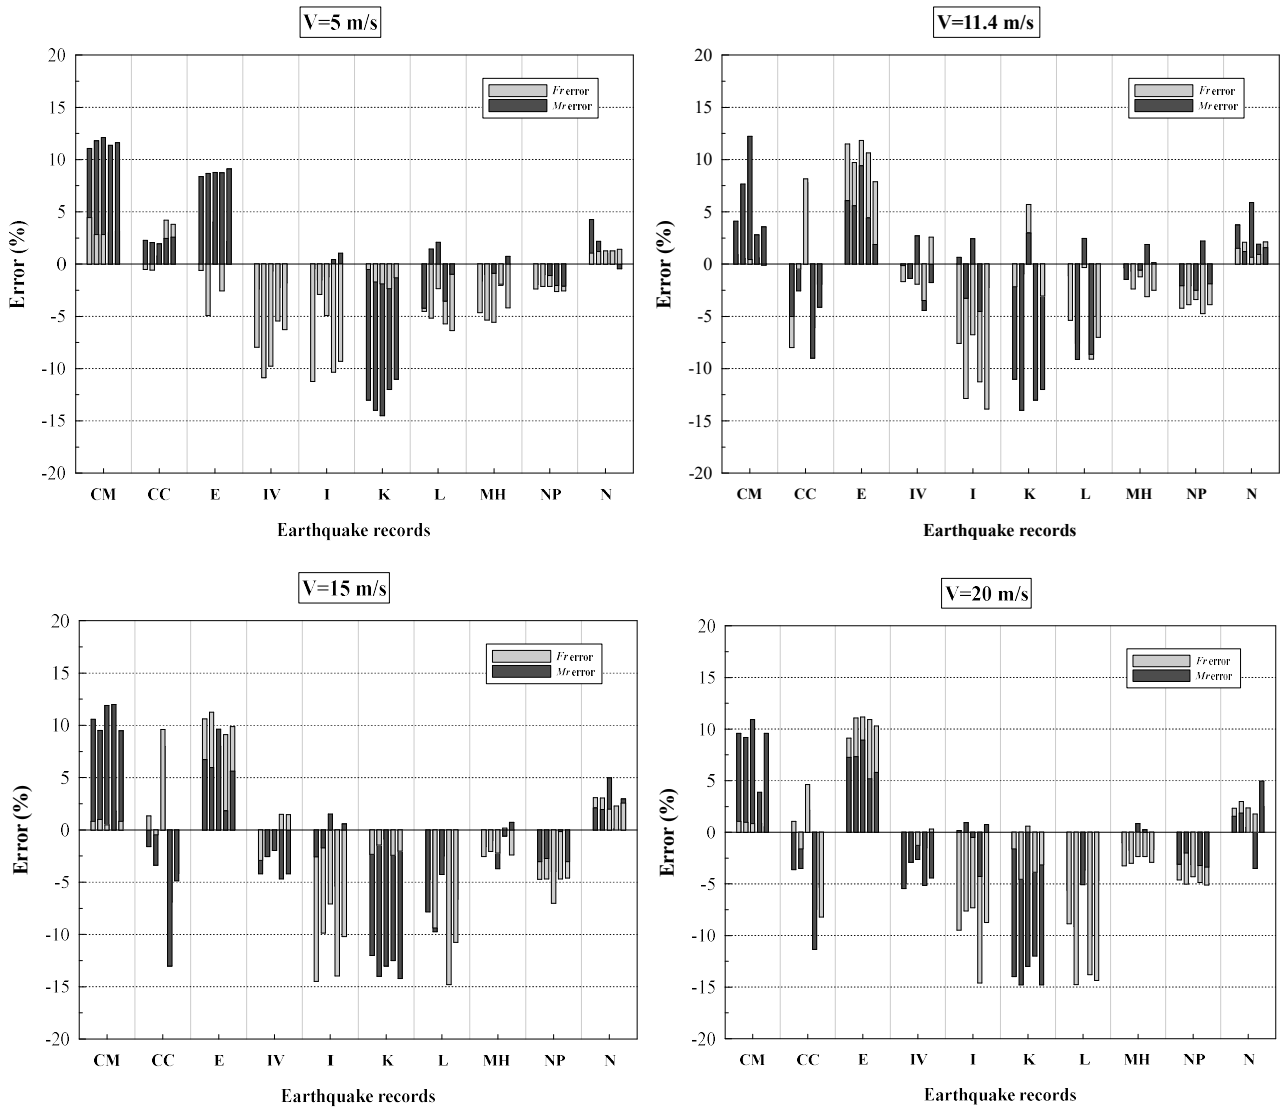 V=5 m/s
20
15
10
5
0
-5
-10
-15
-20
Error (%)
Fr error
Mr error
CM CC E IV I K L MH NP N
Earthquake records
V=11.4 m/s
20
15
10
5
0
-5
-10
-15
-20
Error (%)
Fr error
Mr error
CM CC E IV I K L MH NP N
Earthquake records
V=15 m/s
20
15
10
5
0
-5
-10
-15
-20
Error (%)
Fr error
Mr error
CM CC E IV I K L MH NP N
Earthquake records
V=20 m/s
20
15
10
5
0
-5
-10
-15
-20
Error (%)
Fr error
Mr error
CM CC E IV I K L MH NP N
Earthquake records